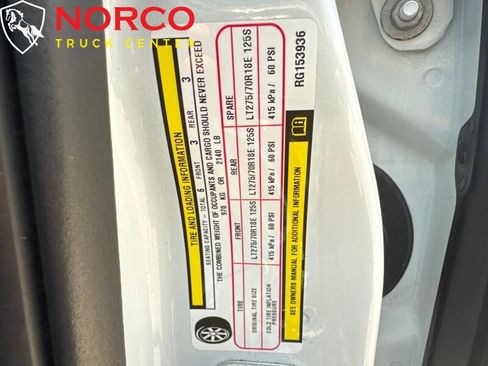 NORCO
TRUCK CENTER
TIRE AND LOADING INFORMATION
SEATING CAPACITY - TOTAL 6 FRONT 3 REAR 3
THE COMBINED WEIGHT OF OCCUPANTS AND CARGO SHOULD NEVER EXCEED
970 KG OR 2140 LB
TIRE FRONT REAR SPARE
ORIGINAL TIRE SIZE LT275/70R18E 125S LT275/70R18E 125S LT275/70R18E 125S
COLD TIRE INFLATION
PRESSURE 415 kPa/ 60 PSI 415 kPa/ 60 PSI 415 kPa/ 60 PSI
SEE OWNERS MANUAL FOR ADDITIONAL INFORMATION
RG153936